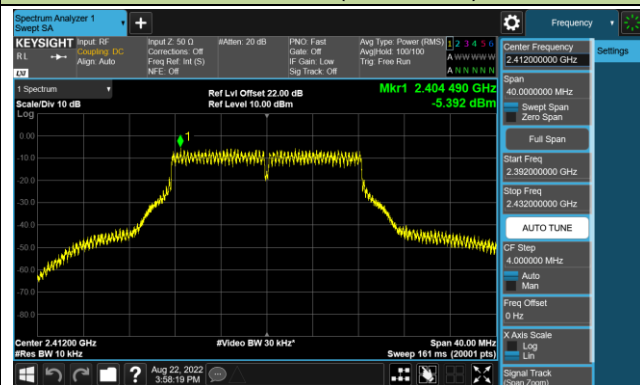 Spectrum Analyzer 1
Swept SA
Frequency
KEYSIGHT
RL
LXI
Input: RF
Coupling: DC
Align: Auto
Input Z: 50 Ω
Corrections: Off
Freq Ref: Int (S)
NFE: Off
#Atten: 20 dB
PNO: Fast
Gate: Off
IF Gain: Low
Sig Track: Off
Avg Type: Power (RMS)
Avg|Hold: 100/100
Trig: Free Run
1 2 3 4 5 6
A W W W W W
A N N N N N
1 Spectrum
Scale/Div 10 dB
Log
Ref Lvl Offset 22.00 dB
Ref Level 10.00 dBm
Mkr1 2.404 490 GHz
-5.392 dBm
1
0.00
-10.0
-20.0
-30.0
-40.0
-50.0
-60.0
-70.0
-80.0
Center 2.41200 GHz
#Res BW 10 kHz
#Video BW 30 kHz*
Span 40.00 MHz
Sweep 161 ms (20001 pts)
Aug 22, 2022
3:58:19 PM
Center Frequency
2.412000000 GHz
Settings
Span
40.0000000 MHz
Swept Span
Zero Span
Full Span
Start Freq
2.392000000 GHz
Stop Freq
2.432000000 GHz
AUTO TUNE
CF Step
4.000000 MHz
Auto
Man
Freq Offset
0 Hz
X Axis Scale
Log
Lin
Signal Track
(Span Zoom)